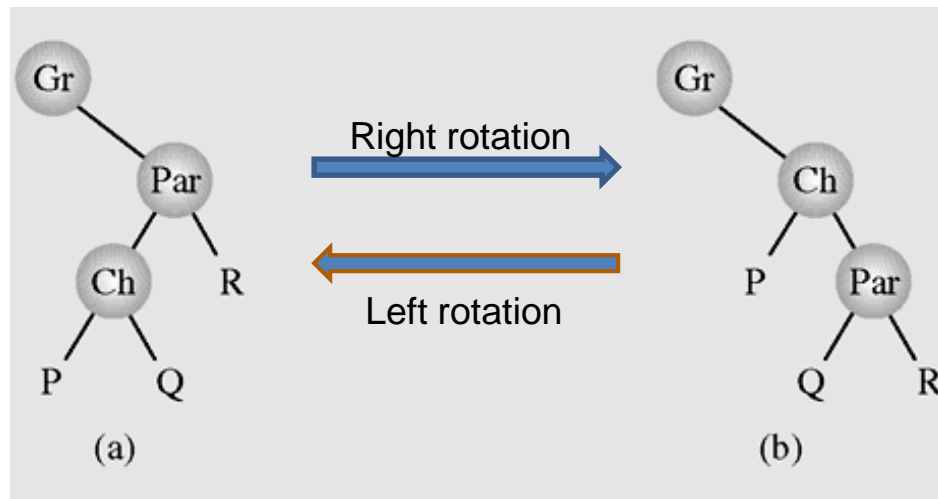 Gr
Gr
Right rotation
Par
Ch
Ch
R
P
Par
Left rotation
P
Q
Q
R
(a)
(b)